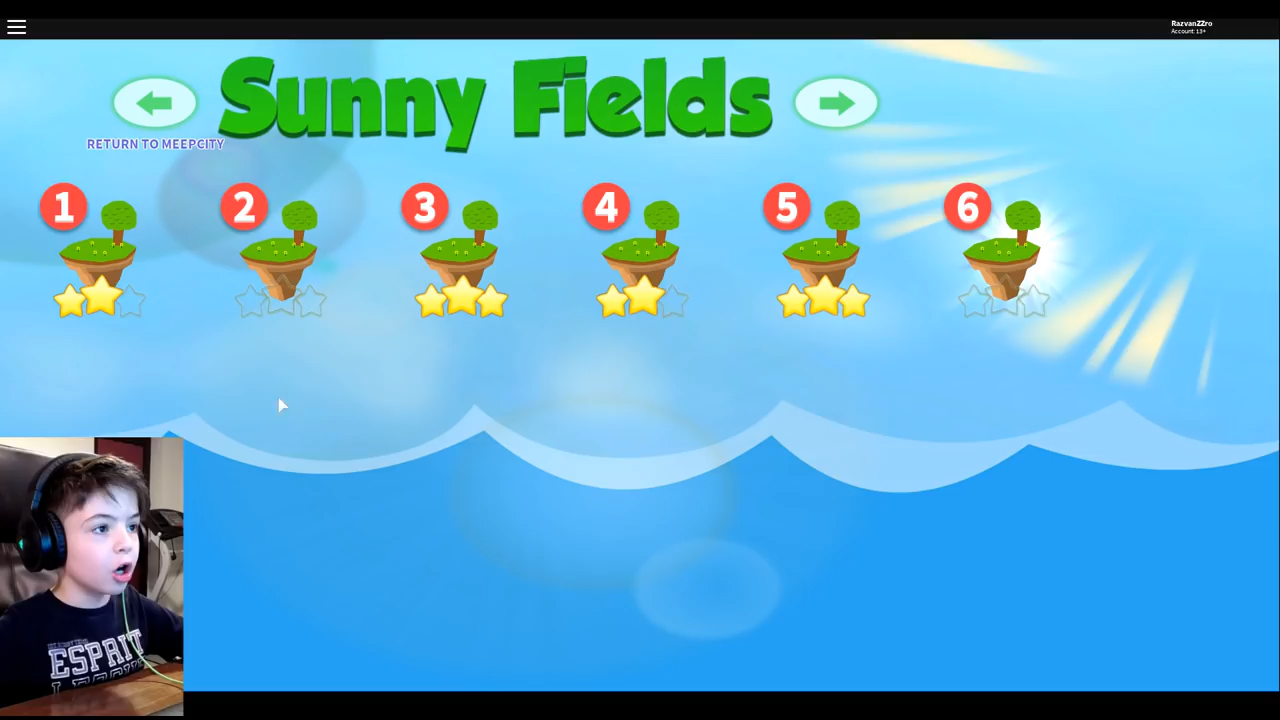 RazvanZZro
Account: 13+
Sunny Fields
RETURN TO MEEPCITY
1 2 3 4 5 6
ESPRIT